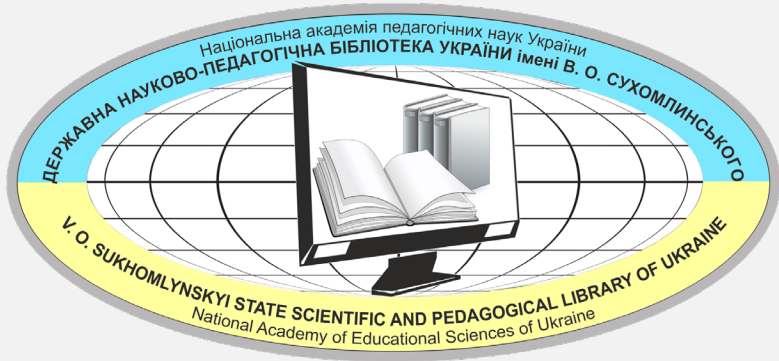 Національна академія педагогічних наук України
ДЕРЖАВНА НАУКОВО-ПЕДАГОГІЧНА БІБЛІОТЕКА УКРАЇНИ імені В. О. СУХОМЛИНСЬКОГО
V. O. SUKHOMLYNSKYI STATE SCIENTIFIC AND PEDAGOGICAL LIBRARY OF UKRAINE
National Academy of Educational Sciences of Ukraine